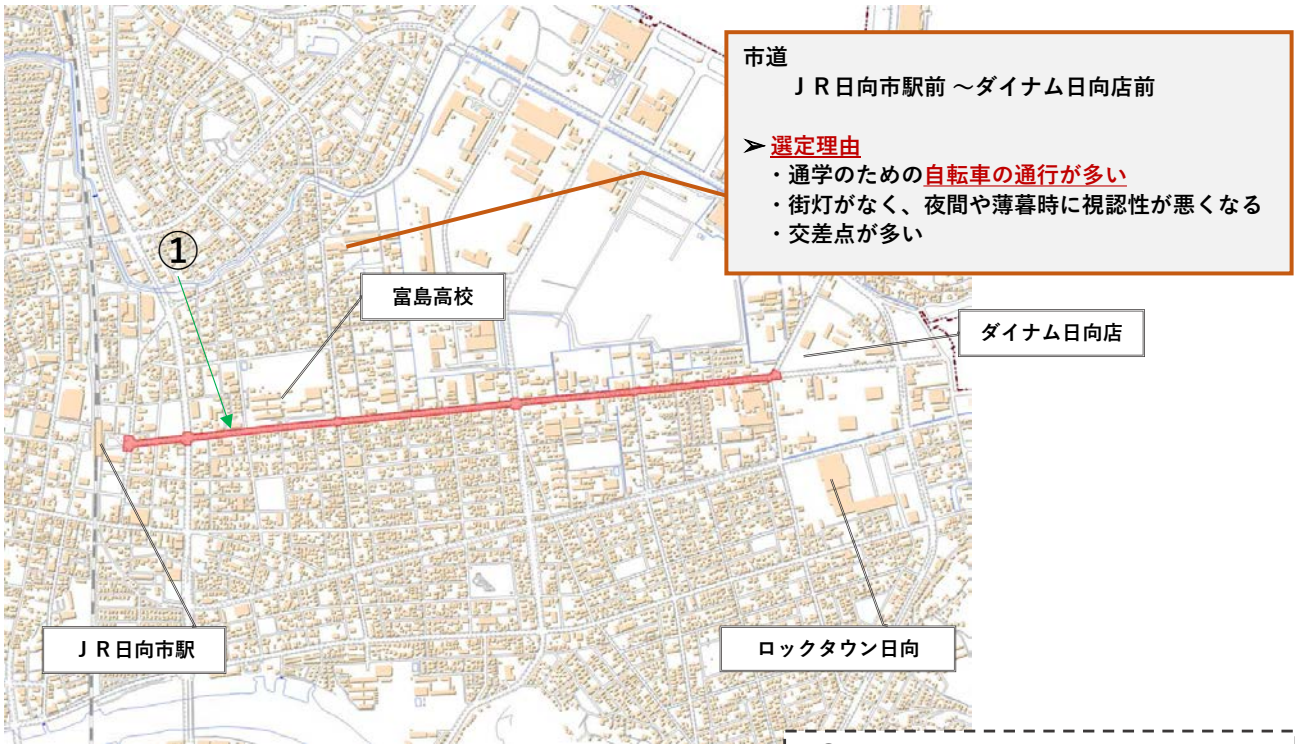 市道
ＪＲ日向市駅前 ～ダイナム日向店前
➢ 選定理由
・通学のための自転車の通行が多い
・街灯がなく、夜間や薄暮時に視認性が悪くなる
・交差点が多い
①
富島高校
ダイナム日向店
ＪＲ日向市駅
ロックタウン日向